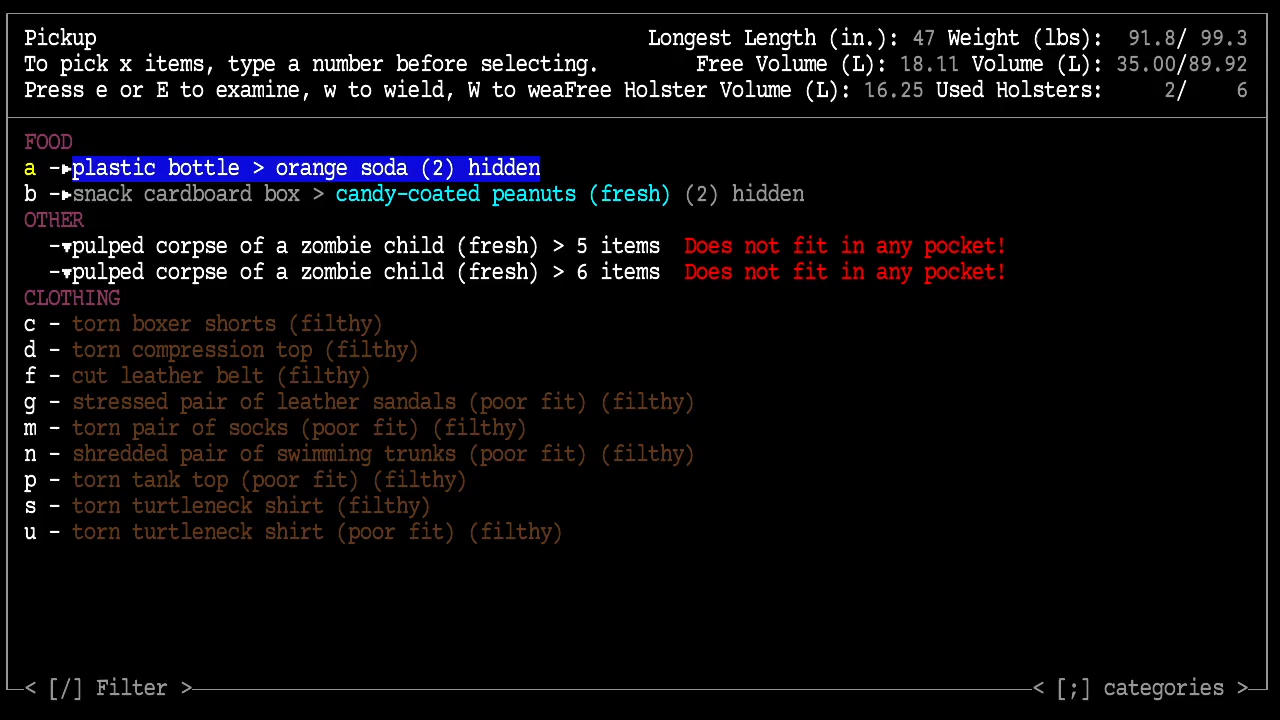 Pickup Longest Length (in.): 47 Weight (lbs): 91.8/ 99.3
To pick x items, type a number before selecting. Free Volume (L): 18.11 Volume (L): 35.00/89.92
Press e or E to examine, w to wield, W to weaFree Holster Volume (L): 16.25 Used Holsters: 2/ 6
FOOD
a -▸plastic bottle > orange soda (2) hidden
b -▸snack cardboard box > candy-coated peanuts (fresh) (2) hidden
OTHER
-▾pulped corpse of a zombie child (fresh) > 5 items Does not fit in any pocket!
-▾pulped corpse of a zombie child (fresh) > 6 items Does not fit in any pocket!
CLOTHING
c - torn boxer shorts (filthy)
d - torn compression top (filthy)
f - cut leather belt (filthy)
g - stressed pair of leather sandals (poor fit) (filthy)
m - torn pair of socks (poor fit) (filthy)
n - shredded pair of swimming trunks (poor fit) (filthy)
p - torn tank top (poor fit) (filthy)
s - torn turtleneck shirt (filthy)
u - torn turtleneck shirt (poor fit) (filthy)
< [/] Filter > < [;] categories >